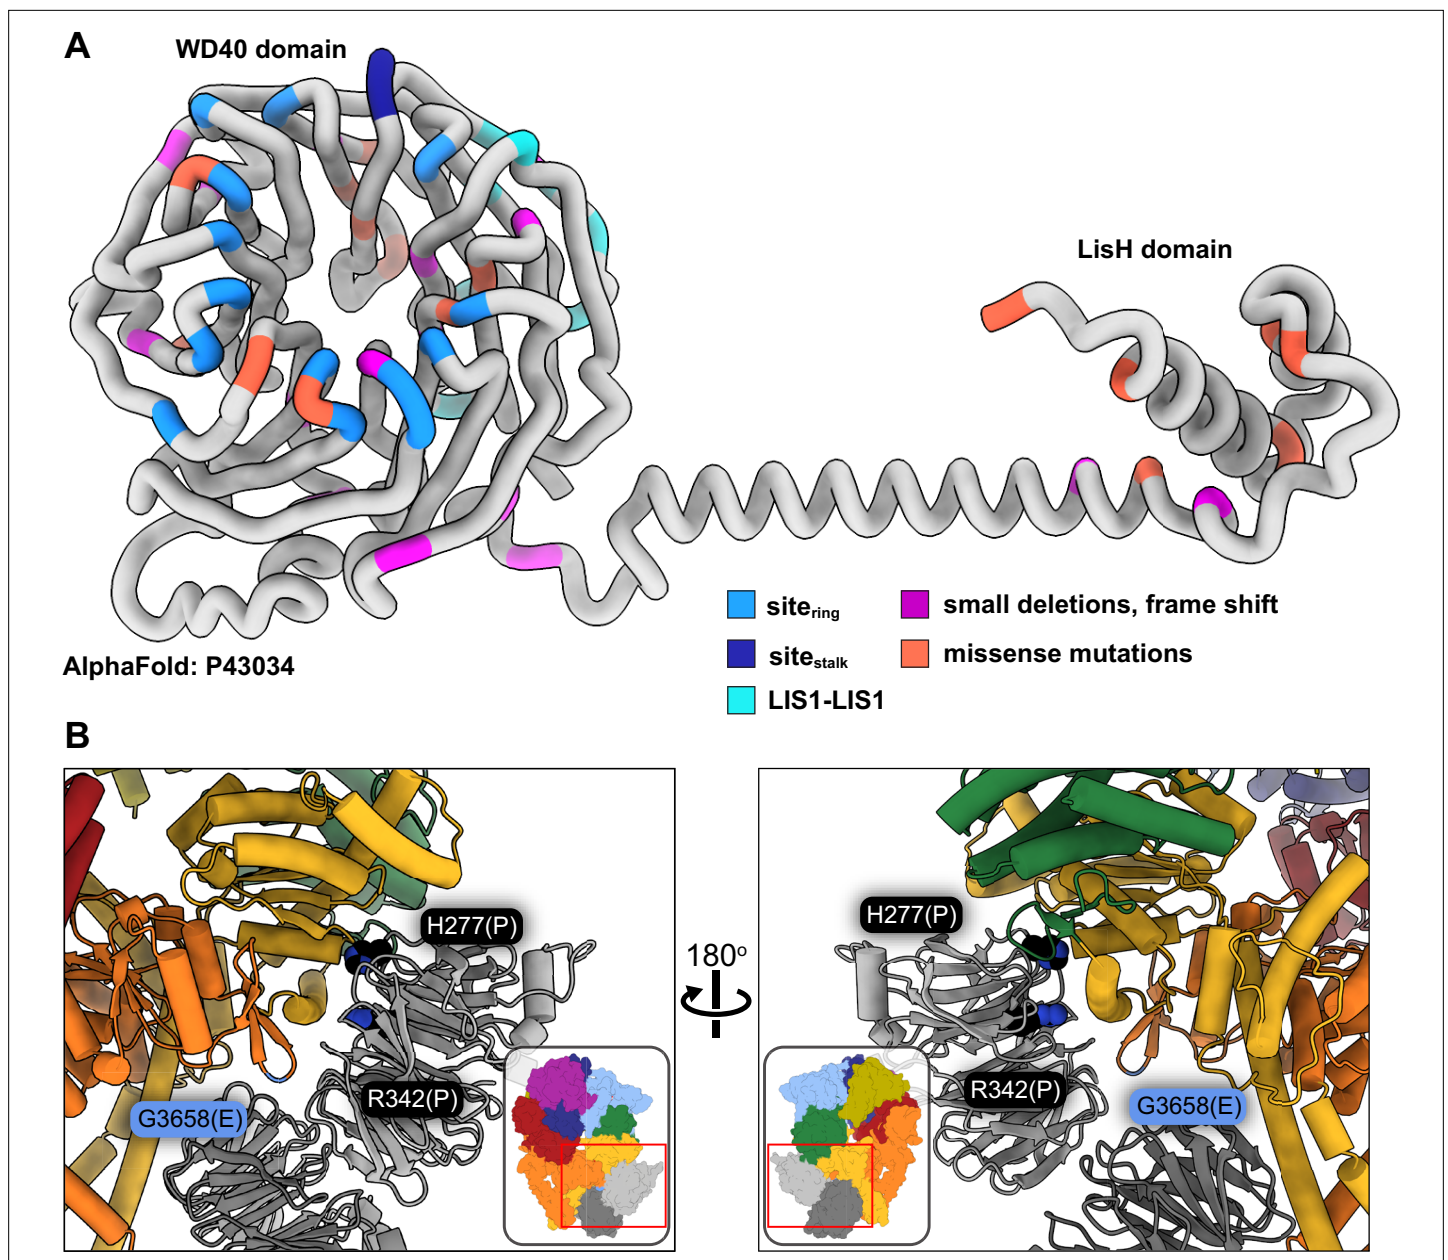 A
WD40 domain
LisH domain
site_ring
small deletions, frame shift
site_stalk
missense mutations
LIS1-LIS1
AlphaFold: P43034
B
H277(P)
R342(P)
G3658(E)
180°
H277(P)
R342(P)
G3658(E)